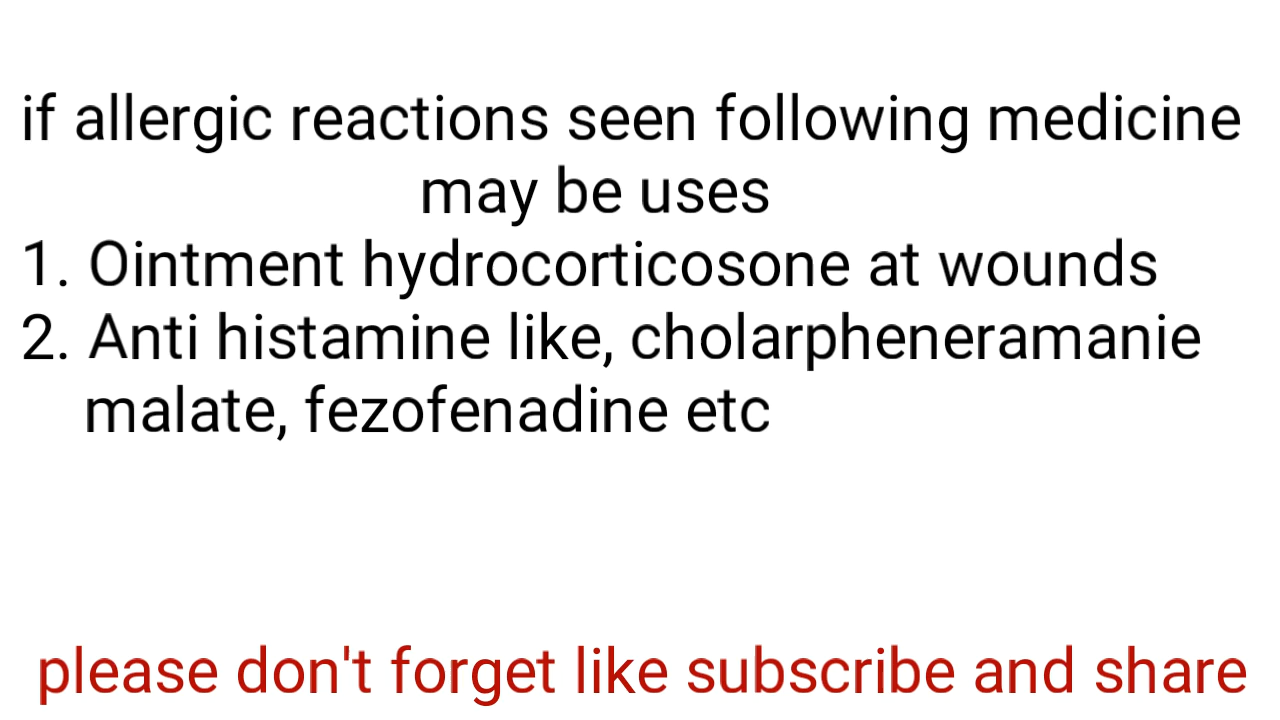 if allergic reactions seen following medicine
may be uses
1. Ointment hydrocorticosone at wounds
2. Anti histamine like, cholarpheneramanie
malate, fezofenadine etc
please don't forget like subscribe and share